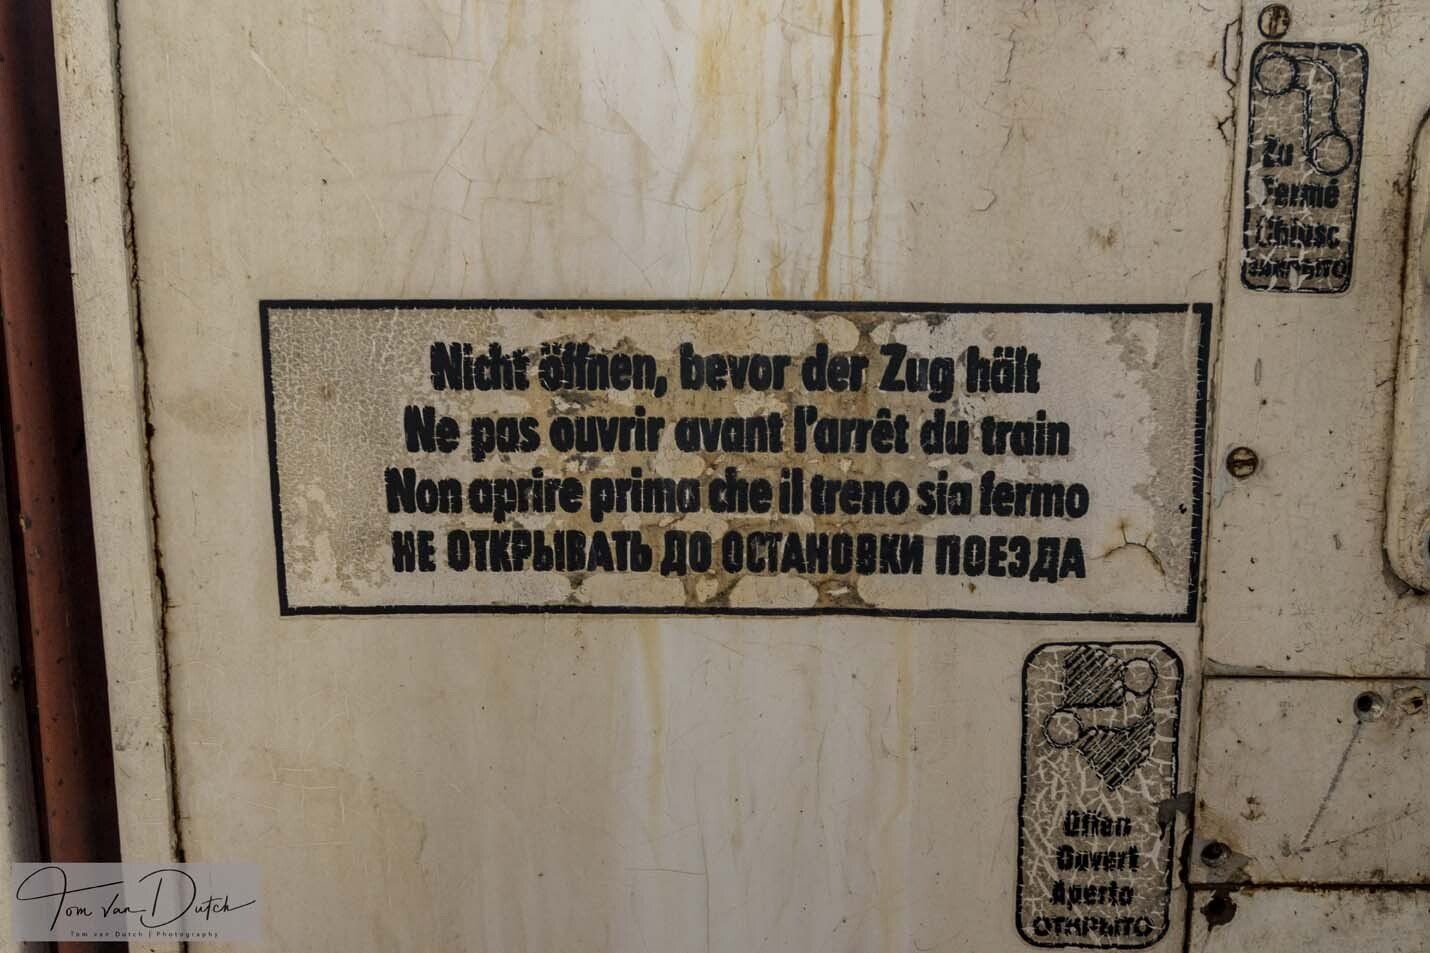 Zu
Fermé
Chiuso
ЗАКРЫТО
Nicht öffnen, bevor der Zug hält
Ne pas ouvrir avant l'arrêt du train
Non aprire prima che il treno sia fermo
НЕ ОТКРЫВАТЬ ДО ОСТАНОВКИ ПОЕЗДА
Offen
Ouvert
Aperto
ОТКРЫТО
Tom van Dutch
Tom van Dutch | Photography